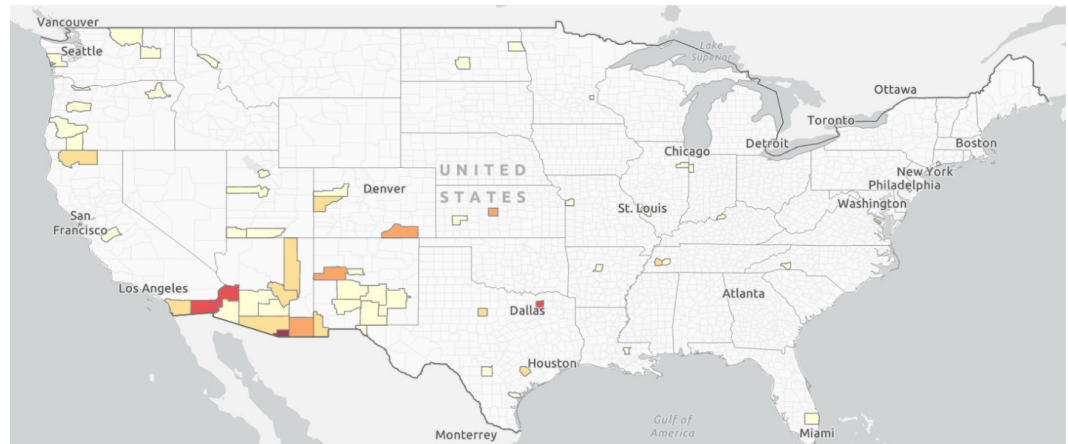 Vancouver
Seattle
Lake
Superior
Ottawa
Toronto
Detroit
Boston
Chicago
New York
Philadelphia
UNITED
STATES
Denver
St. Louis
Washington
San
Francisco
Los Angeles
Atlanta
Dallas
Houston
Gulf of
America
Miami
Monterrey